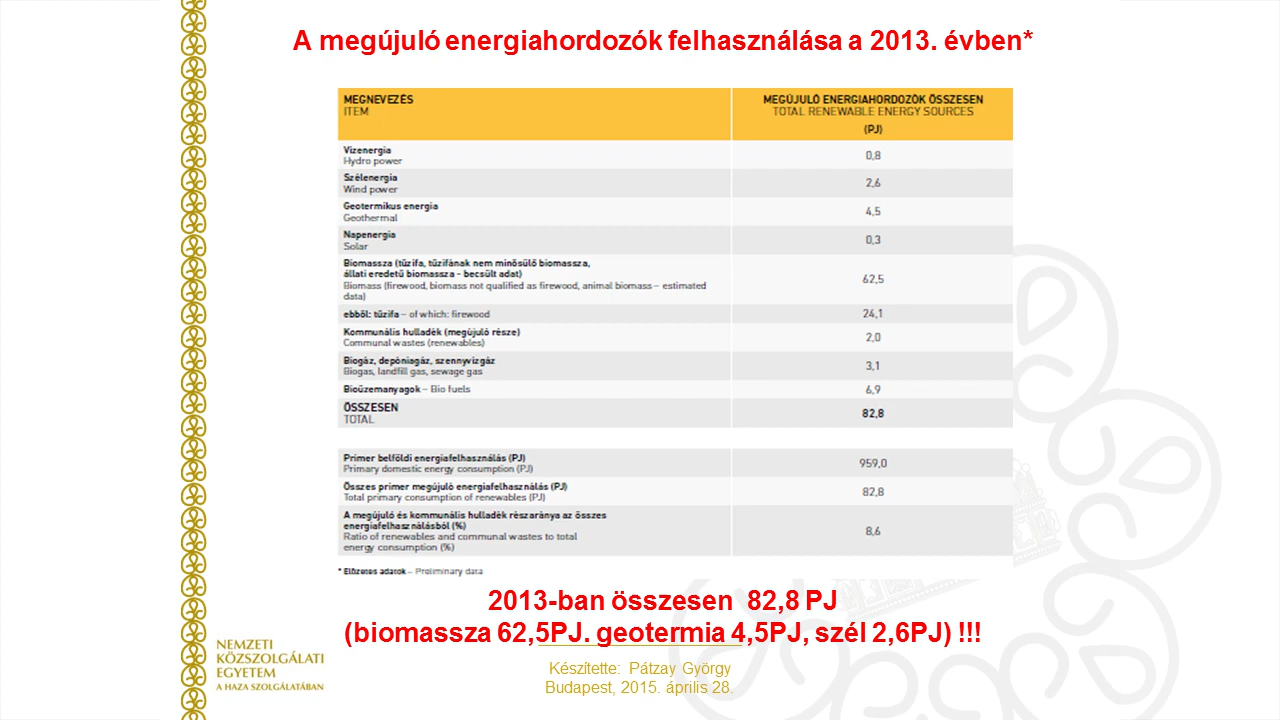 A megújuló energiahordozók felhasználása a 2013. évben*
MEGNEVEZÉS
ITEM
MEGÚJULÓ ENERGIAHORDOZÓK ÖSSZESEN
TOTAL RENEWABLE ENERGY SOURCES
(PJ)
Vízenergia
Hydro power
0,8
Szélenergia
Wind power
2,6
Geotermikus energia
Geothermal
4,5
Napenergia
Solar
0,3
Biomassza (tűzifa, tűzifának nem minősülő biomassza,
állati eredetű biomassza - becsült adat)
Biomass (firewood, biomass not qualified as firewood, animal biomass – estimated
data)
62,5
ebből: tűzifa – of which: firewood
24,1
Kommunális hulladék (megújuló része)
Communal wastes (renewables)
2,0
Biogáz, depóniagáz, szennyvízgáz
Biogas, landfill gas, sewage gas
3,1
Bioüzemanyagok – Bio fuels
6,9
ÖSSZESEN
TOTAL
82,8
Primer belföldi energiafelhasználás (PJ)
Primary domestic energy consumption (PJ)
959,0
Összes primer megújuló energiafelhasználás (PJ)
Total primary consumption of renewables (PJ)
82,8
A megújuló és kommunális hulladék részaránya az összes
energiafelhasználásból (%)
Ratio of renewables and communal wastes to total
energy consumption (%)
8,6
* Előzetes adatok – Preliminary data
2013-ban összesen 82,8 PJ
(biomassza 62,5PJ. geotermia 4,5PJ, szél 2,6PJ) !!!
NEMZETI
KÖZSZOLGÁLATI
EGYETEM
A HAZA SZOLGÁLATÁBAN
Készítette: Pátzay György
Budapest, 2015. április 28.